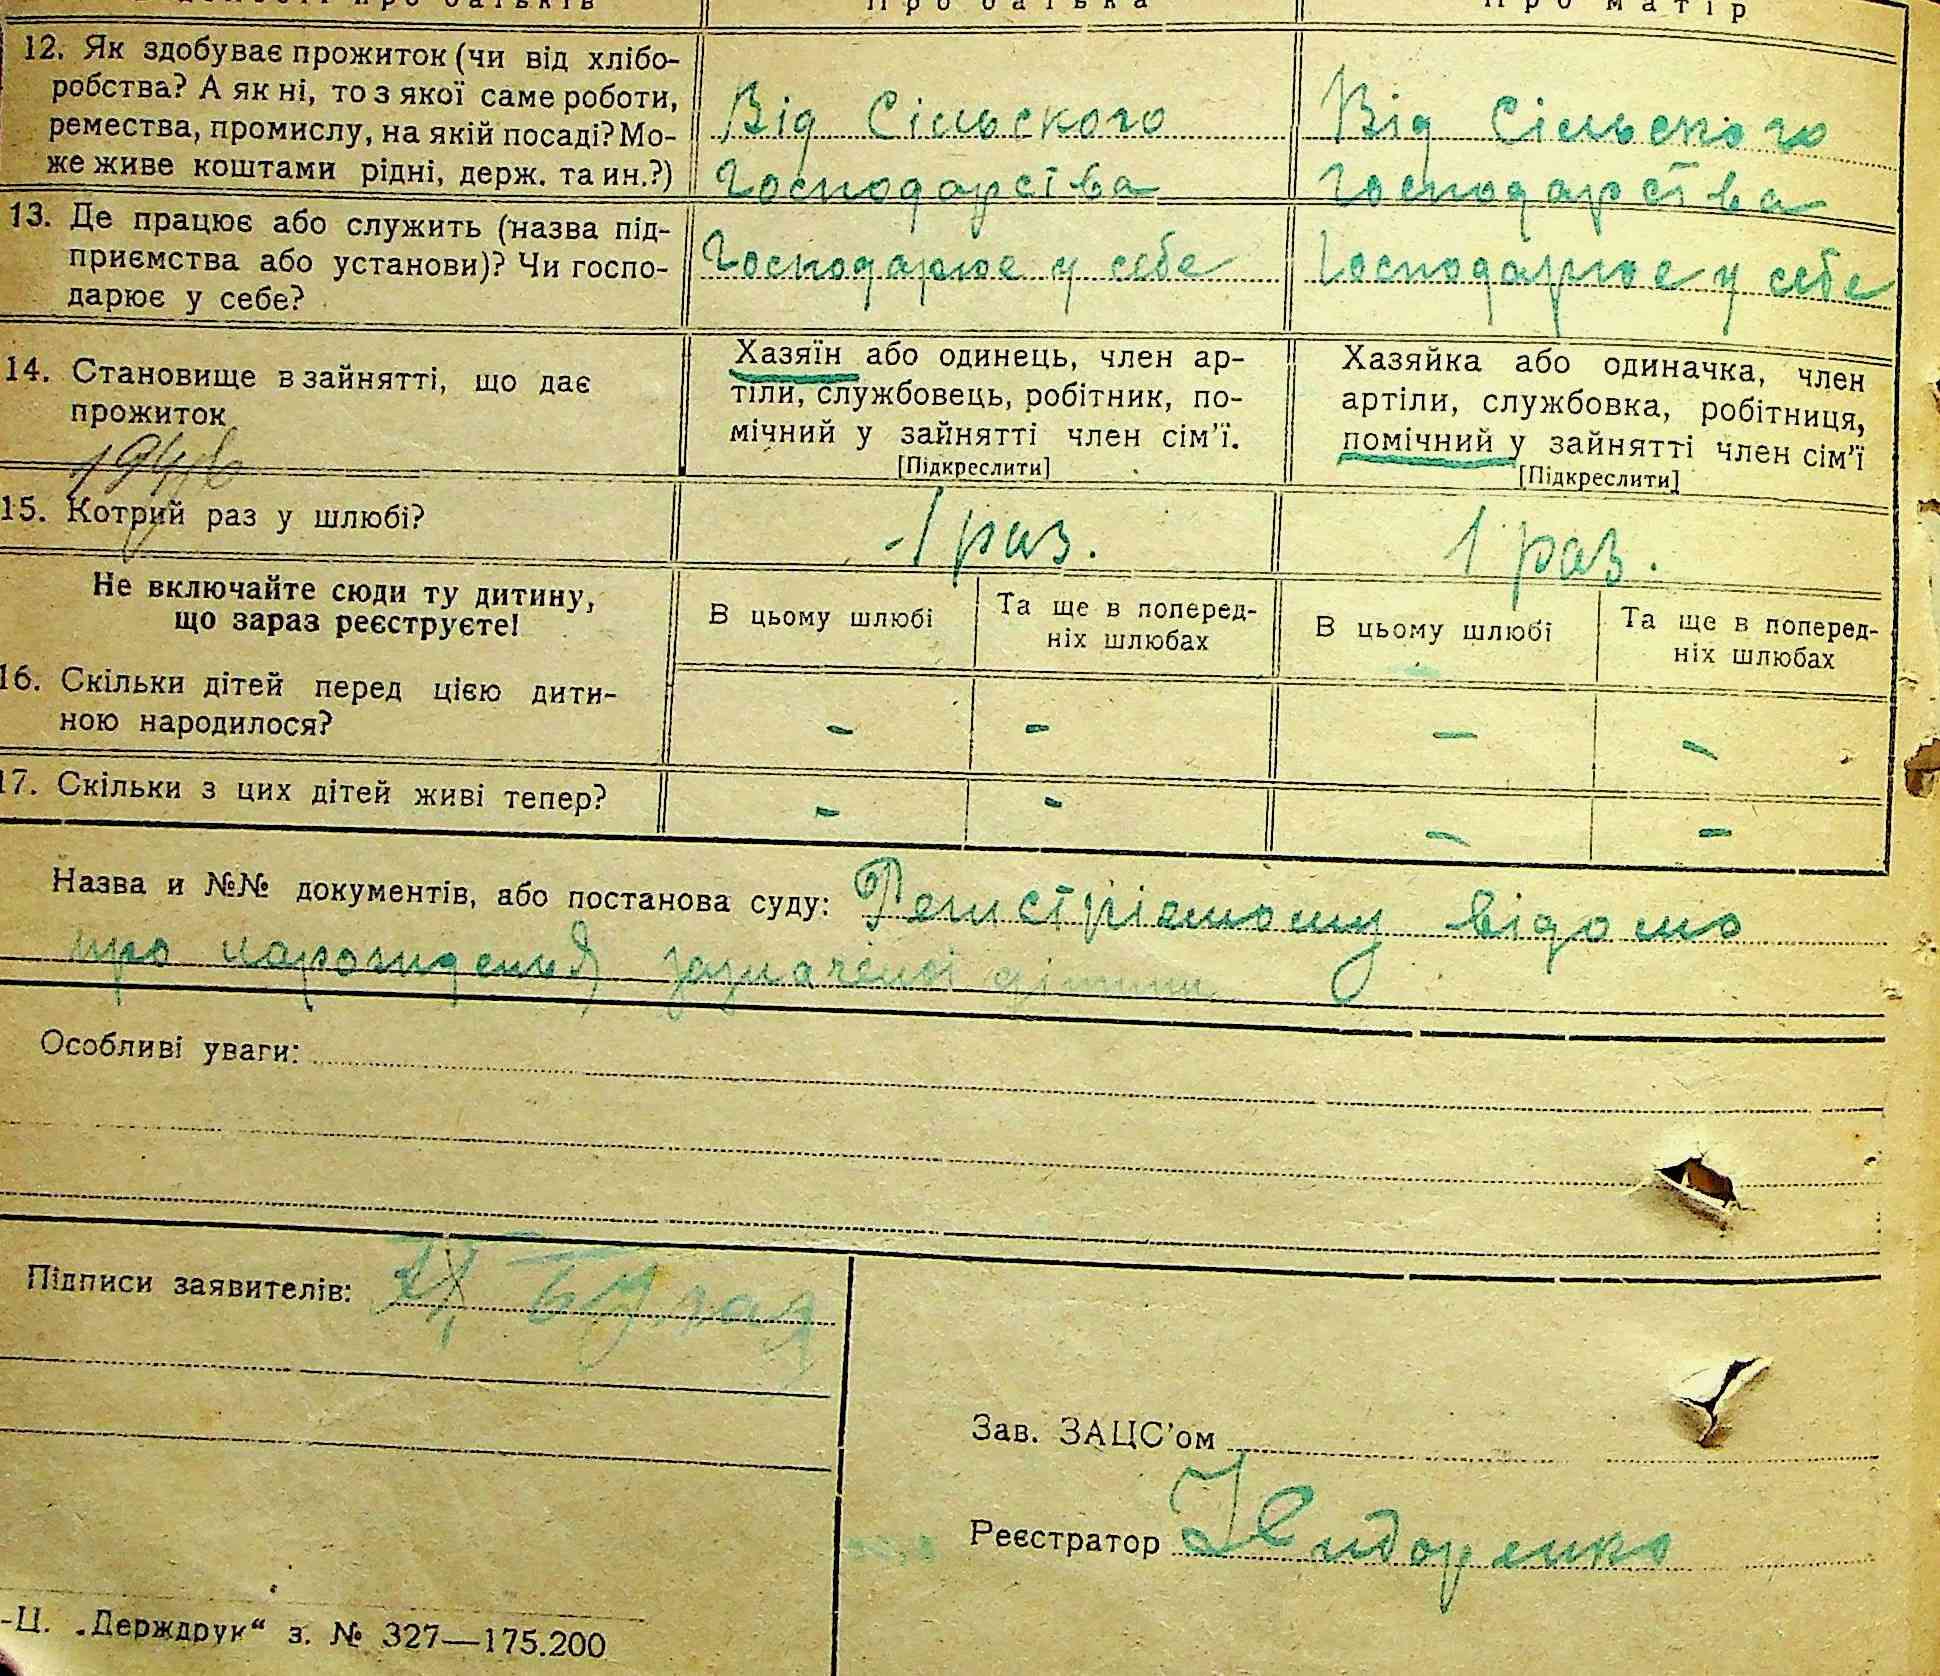 Про батька Про матір
12. Як здобуває прожиток (чи від хлібо-
робства? А як ні, то з якої саме роботи,
ремества, промислу, на якій посаді? Мо-
же живе коштами рідні, держ. та ин.?)
Від Сільского
Господарства
Від Сільского
Господарства
13. Де працює або служить (назва під-
приємства або установи)? Чи госпо-
дарює у себе?
Господарює у себе
Господарює у себе
14. Становище в зайнятті, що дає
прожиток
Хазяїн або одинець, член ар-
тіли, службовець, робітник, по-
мічний у зайнятті член сім'ї.
[Підкреслити]
Хазяйка або одиначка, член
артіли, службовка, робітниця,
помічний у зайнятті член сім'ї
[Підкреслити]
15. Котрий раз у шлюбі?
1 раз.
1 раз.
Не включайте сюди ту дитину,
що зараз реєструєте!
В цьому шлюбі
Та ще в поперед-
ніх шлюбах
В цьому шлюбі
Та ще в поперед-
ніх шлюбах
16. Скільки дітей перед цією дити-
ною народилося?
- - - -
17. Скільки з цих дітей живі тепер?
- - - -
Назва и №№ документів, або постанова суду: відомо
про зазначеної
Особливі уваги:
Підписи заявителів:
Зав. ЗАЦС'ом
Реєстратор
-Ц. „Держдрук“ з. № 327—175.200